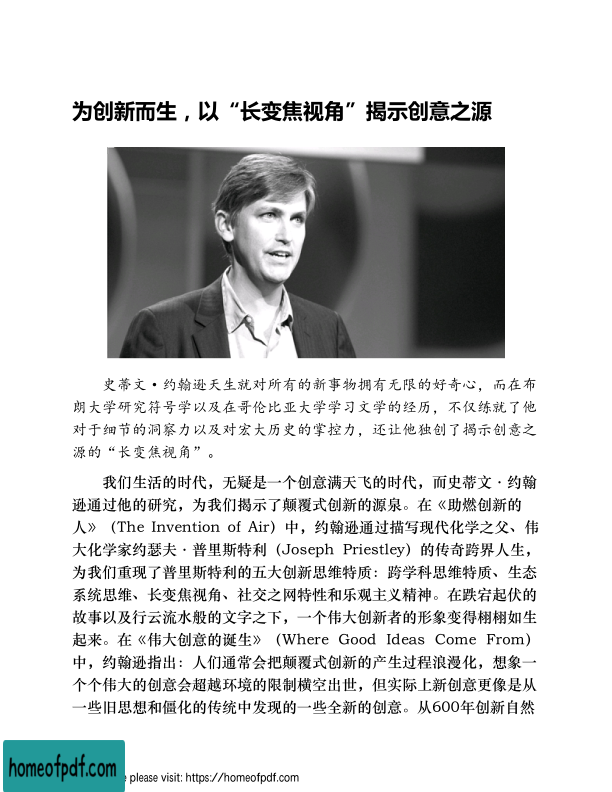 为创新而生，以“长变焦视角”揭示创意之源
史蒂文·约翰逊天生就对所有的新事物拥有无限的好奇心，而在布
朗大学研究符号学以及在哥伦比亚大学学习文学的经历，不仅练就了他
对于细节的洞察力以及对宏大历史的掌控力，还让他独创了揭示创意之
源的“长变焦视角”。
我们生活的时代，无疑是一个创意满天飞的时代，而史蒂文·约翰
逊通过他的研究，为我们揭示了颠覆式创新的源泉。在《助燃创新的
人》（The Invention of Air）中，约翰逊通过描写现代化学之父、伟
大化学家约瑟夫·普里斯特利（Joseph Priestley）的传奇跨界人生，
为我们重现了普里斯特利的五大创新思维特质：跨学科思维特质、生态
系统思维、长变焦视角、社交之网特性和乐观主义精神。在跌宕起伏的
故事以及行云流水般的文字之下，一个伟大创新者的形象变得栩栩如生
起来。在《伟大创意的诞生》（Where Good Ideas Come From）
中，约翰逊指出：人们通常会把颠覆式创新的产生过程浪漫化，想象一
个个伟大的创意会超越环境的限制横空出世，但实际上新创意更像是从
一些旧思想和僵化的传统中发现的一些全新的创意。从600年创新自然
homeofpdf.com
e please visit: https://homeofpdf.com